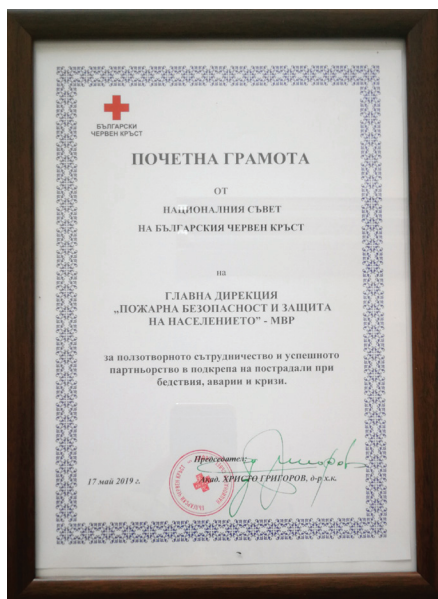 БЪЛГАРСКИ
ЧЕРВЕН КРЪСТ
ПОЧЕТНА ГРАМОТА
ОТ
НАЦИОНАЛНИЯ СЪВЕТ
НА БЪЛГАРСКИЯ ЧЕРВЕН КРЪСТ
на
ГЛАВНА ДИРЕКЦИЯ
„ПОЖАРНА БЕЗОПАСНОСТ И ЗАЩИТА
НА НАСЕЛЕНИЕТО” - МВР
за ползотворното сътрудничество и успешното
партньорство в подкрепа на пострадали при
бедствия, аварии и кризи.
Председател:
17 май 2019 г.
Акад. ХРИСТО ГРИГОРОВ, д-р х.к.